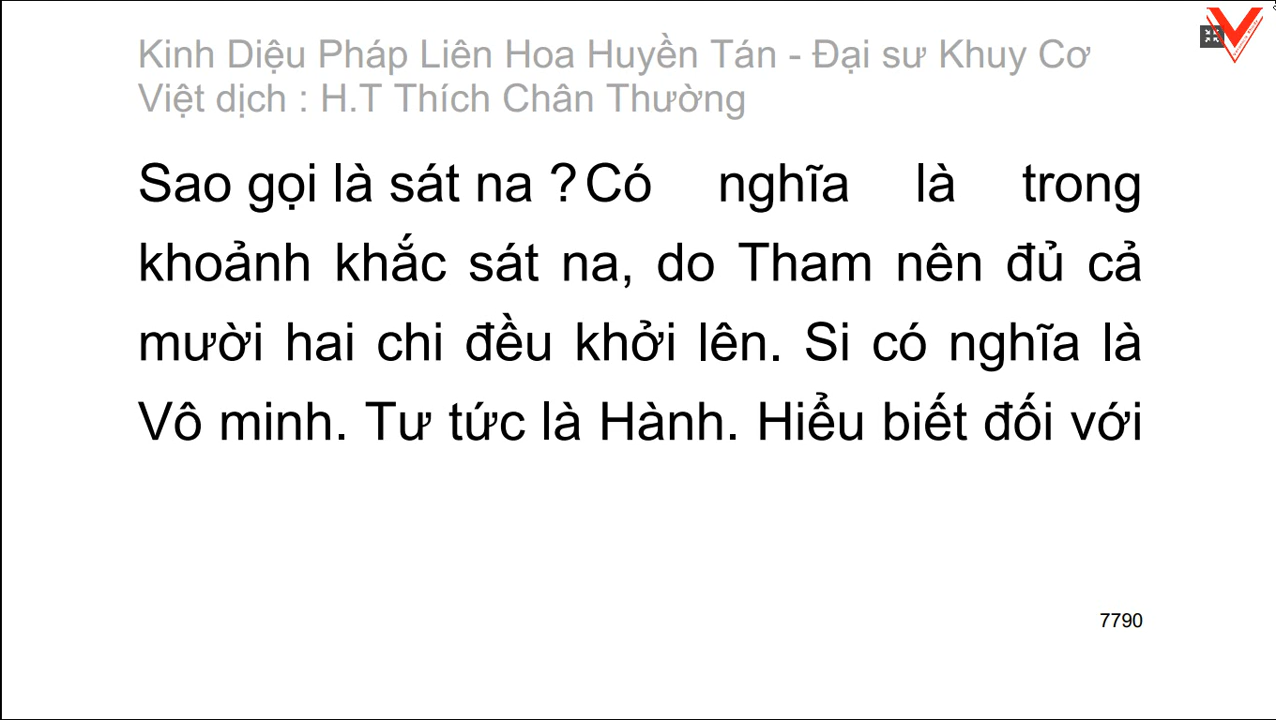 Kinh Diệu Pháp Liên Hoa Huyền Tán - Đại sư Khuy Cơ
Việt dịch : H.T Thích Chân Thường
Sao gọi là sát na ? Có nghĩa là trong
khoảnh khắc sát na, do Tham nên đủ cả
mười hai chi đều khởi lên. Si có nghĩa là
Vô minh. Tư tức là Hành. Hiểu biết đối với
7790